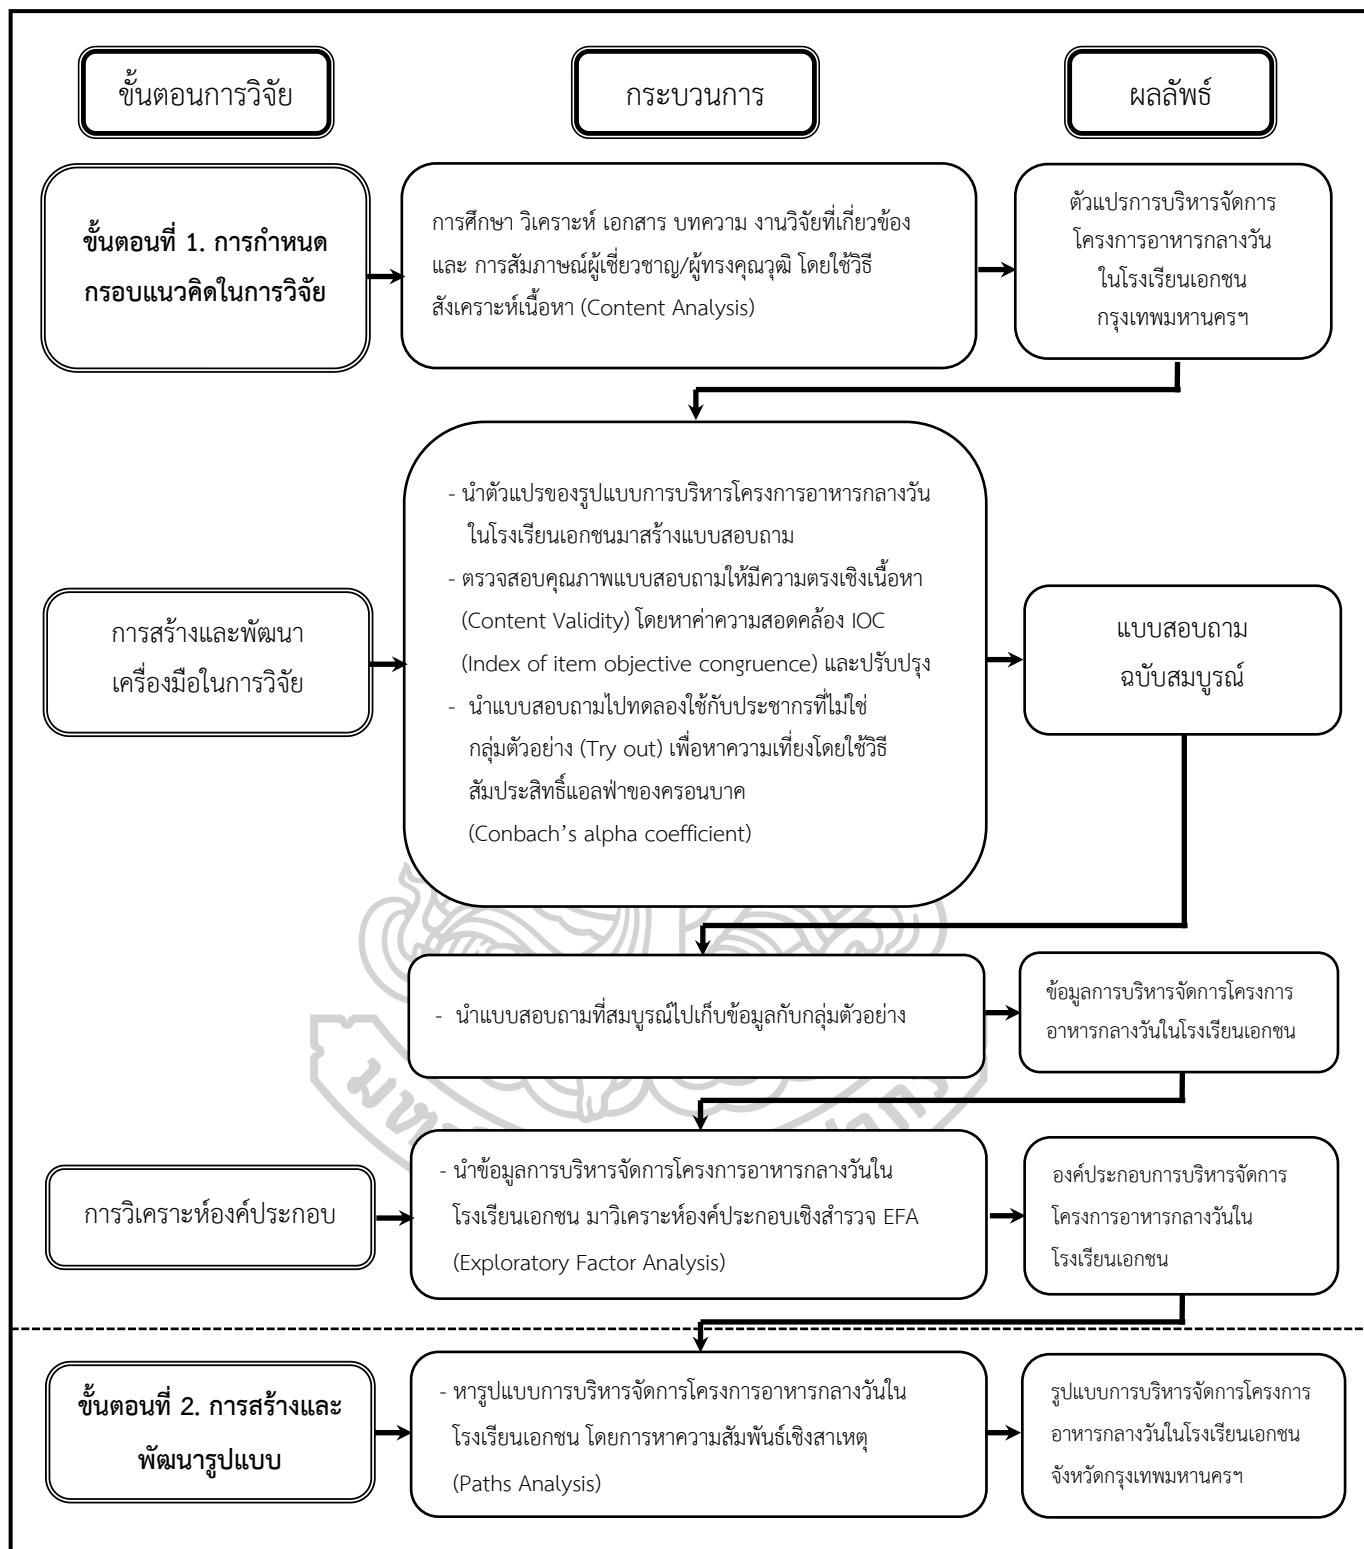 ขั้นตอนการวิจัย
กระบวนการ
ผลลัพธ์
ขั้นตอนที่ 1. การกำหนด
กรอบแนวคิดในการวิจัย
การศึกษา วิเคราะห์ เอกสาร บทความ งานวิจัยที่เกี่ยวข้อง
และ การสัมภาษณ์ผู้เชี่ยวชาญ/ผู้ทรงคุณวุฒิ โดยใช้วิธี
สังเคราะห์เนื้อหา (Content Analysis)
ตัวแปรการบริหารจัดการ
โครงการอาหารกลางวัน
ในโรงเรียนเอกชน
กรุงเทพมหานครฯ
การสร้างและพัฒนา
เครื่องมือในการวิจัย
- นำตัวแปรของรูปแบบการบริหารโครงการอาหารกลางวัน
ในโรงเรียนเอกชนมาสร้างแบบสอบถาม
- ตรวจสอบคุณภาพแบบสอบถามให้มีความตรงเชิงเนื้อหา
(Content Validity) โดยหาค่าความสอดคล้อง IOC
(Index of item objective congruence) และปรับปรุง
- นำแบบสอบถามไปทดลองใช้กับประชากรที่ไม่ใช่
กลุ่มตัวอย่าง (Try out) เพื่อหาความเที่ยงโดยใช้วิธี
สัมประสิทธิ์แอลฟ่าของครอนบาค
(Conbach’s alpha coefficient)
แบบสอบถาม
ฉบับสมบูรณ์
- นำแบบสอบถามที่สมบูรณ์ไปเก็บข้อมูลกับกลุ่มตัวอย่าง
ข้อมูลการบริหารจัดการโครงการ
อาหารกลางวันในโรงเรียนเอกชน
การวิเคราะห์องค์ประกอบ
- นำข้อมูลการบริหารจัดการโครงการอาหารกลางวันใน
โรงเรียนเอกชน มาวิเคราะห์องค์ประกอบเชิงสำรวจ EFA
(Exploratory Factor Analysis)
องค์ประกอบการบริหารจัดการ
โครงการอาหารกลางวันใน
โรงเรียนเอกชน
ขั้นตอนที่ 2. การสร้างและ
พัฒนารูปแบบ
- หารูปแบบการบริหารจัดการโครงการอาหารกลางวันใน
โรงเรียนเอกชน โดยการหาความสัมพันธ์เชิงสาเหตุ
(Paths Analysis)
รูปแบบการบริหารจัดการโครงการ
อาหารกลางวันในโรงเรียนเอกชน
จังหวัดกรุงเทพมหานครฯ